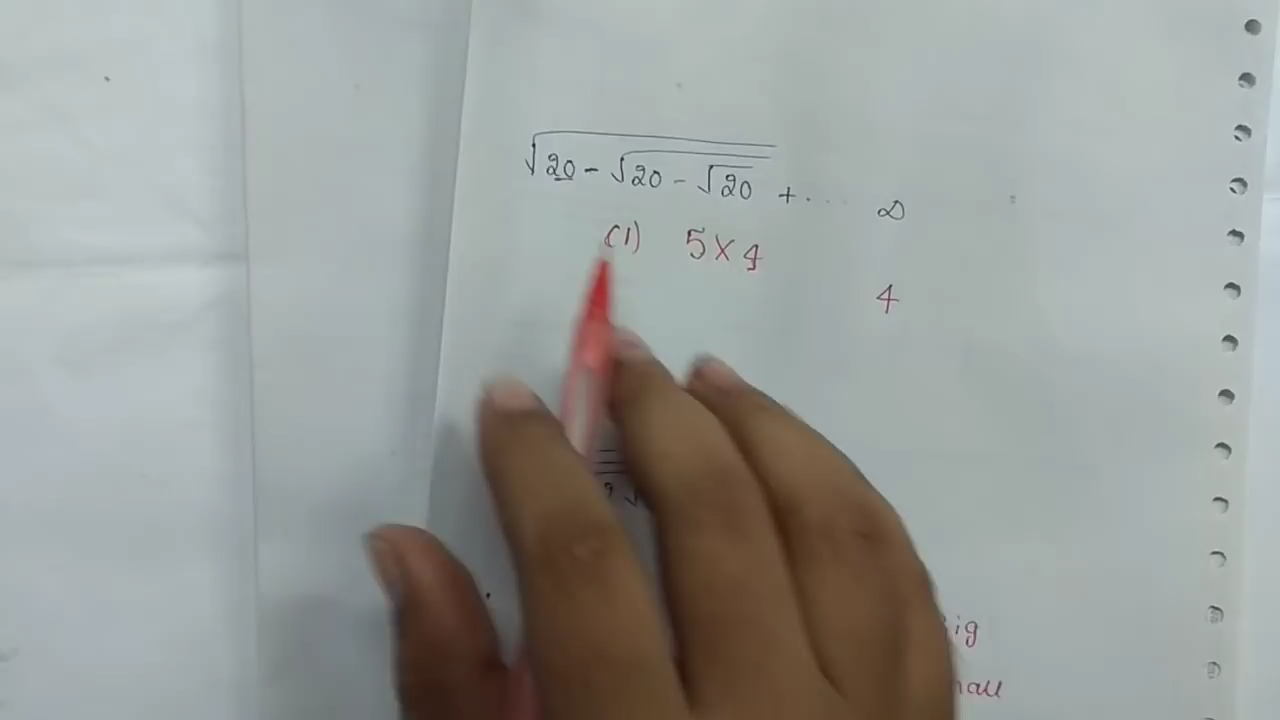 √20 - √20 - √20 + ... ∞
(1) 5 × 4
4